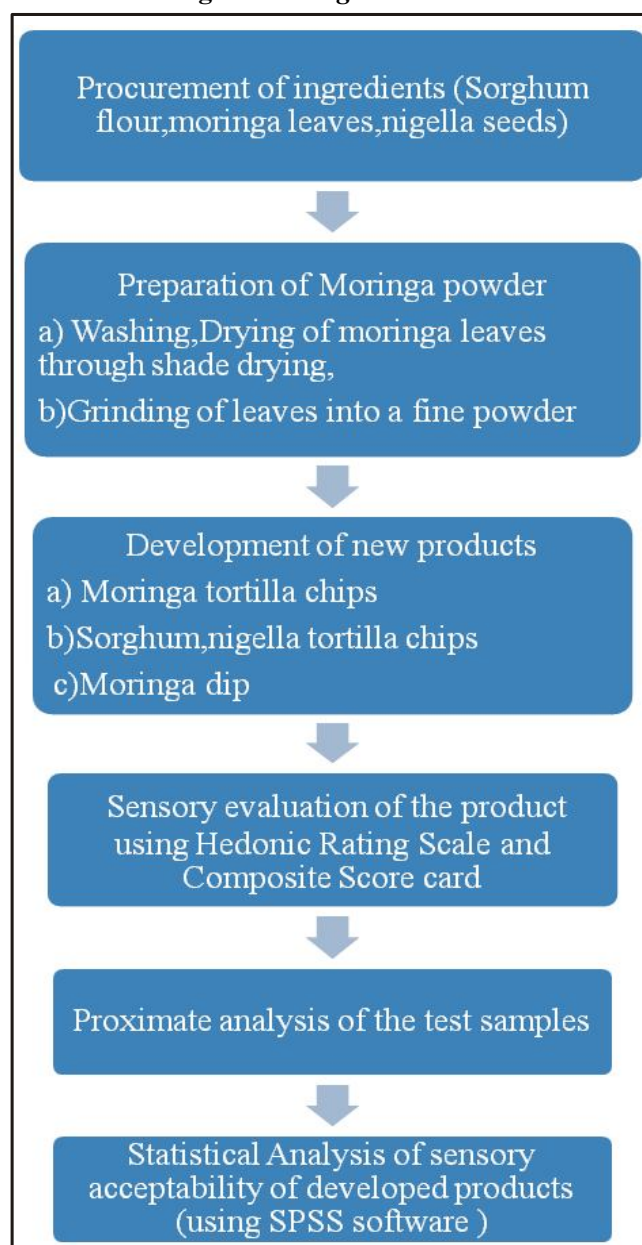 Procurement of ingredients (Sorghum
flour,moringa leaves,nigella seeds)
Preparation of Moringa powder
a) Washing,Drying of moringa leaves
through shade drying,
b)Grinding of leaves into a fine powder
Development of new products
a) Moringa tortilla chips
b)Sorghum,nigella tortilla chips
c)Moringa dip
Sensory evaluation of the product
using Hedonic Rating Scale and
Composite Score card
Proximate analysis of the test samples
Statistical Analysis of sensory
acceptability of developed products
(using SPSS software )